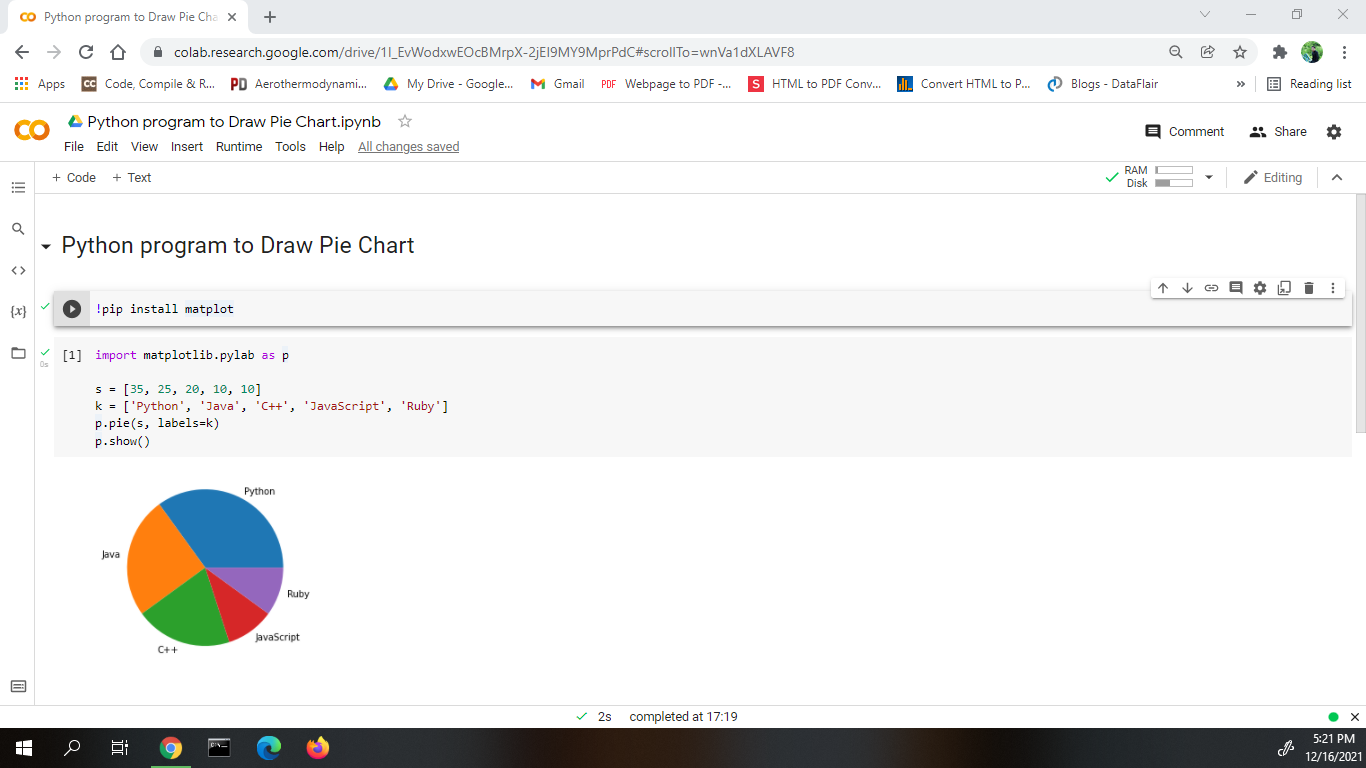 Python program to Draw Pie Cha
colab.research.google.com/drive/1I_EvWodxwEOcBMrpX-2jEI9MY9MprPdC#scrollTo=wnVa1dXLAVF8
Apps
CC Code, Compile & R...
PD Aerothermodynami...
My Drive - Google...
Gmail
PDF Webpage to PDF -...
S HTML to PDF Conv...
Convert HTML to P...
Blogs - DataFlair
»
Reading list
Python program to Draw Pie Chart.ipynb
Comment
Share
File Edit View Insert Runtime Tools Help All changes saved
+ Code + Text
RAM
Disk
Editing
Python program to Draw Pie Chart
!pip install matplot
[1] import matplotlib.pylab as p
0s
s = [35, 25, 20, 10, 10]
k = ['Python', 'Java', 'C++', 'JavaScript', 'Ruby']
p.pie(s, labels=k)
p.show()
Python
Java
Ruby
JavaScript
C++
2s completed at 17:19
5:21 PM
12/16/2021